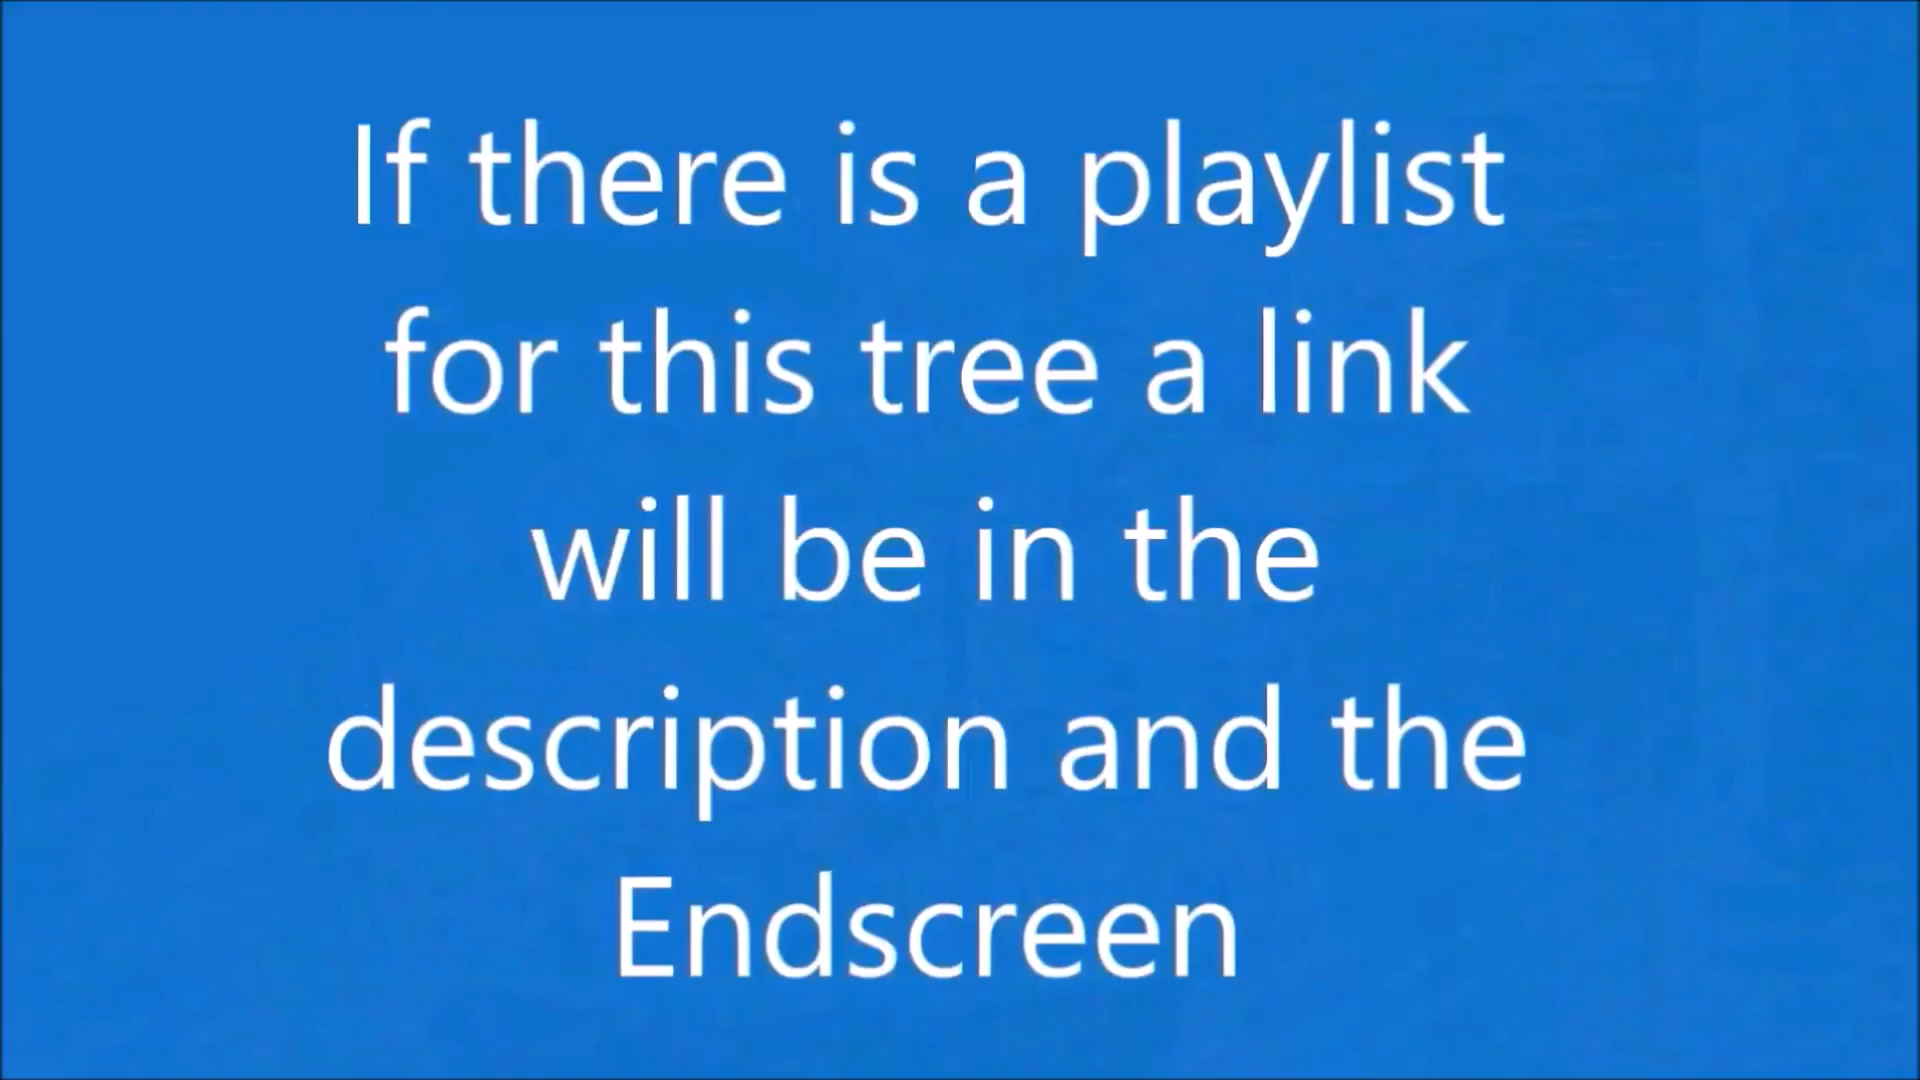 If there is a playlist
for this tree a link
will be in the
description and the
Endscreen